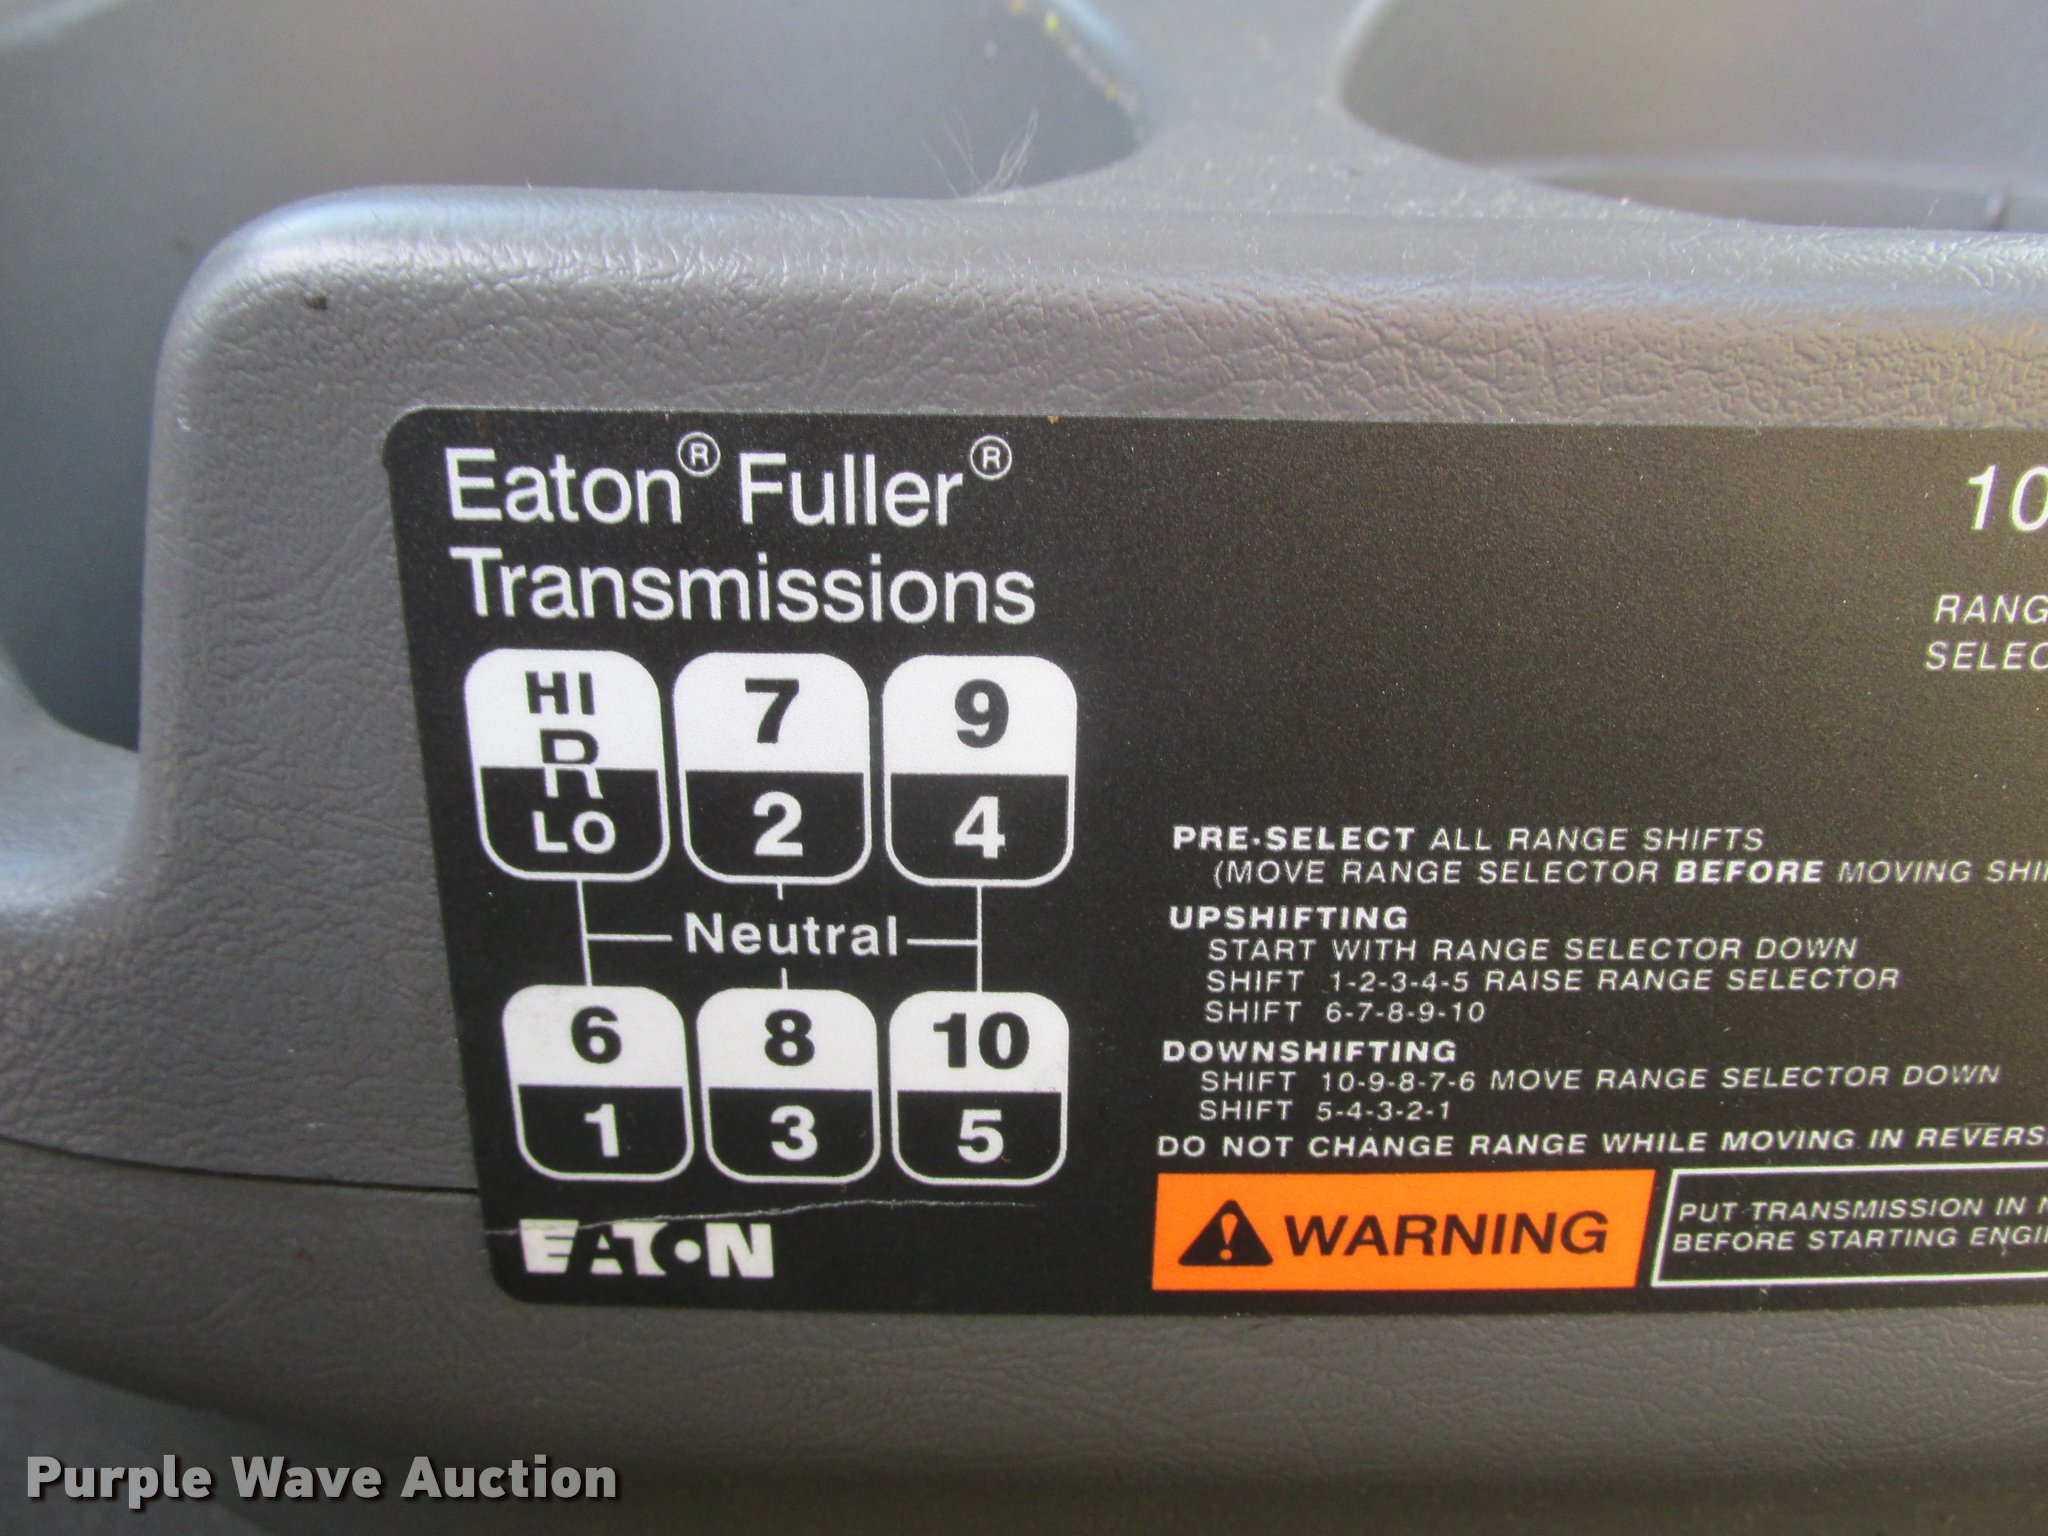 Eaton® Fuller®
Transmissions
HI
R
LO
7
2
9
4
Neutral
6
1
8
3
10
5
EATON
10
RANG
SELEC
PRE-SELECT ALL RANGE SHIFTS
(MOVE RANGE SELECTOR BEFORE MOVING SHI
UPSHIFTING
START WITH RANGE SELECTOR DOWN
SHIFT 1-2-3-4-5 RAISE RANGE SELECTOR
SHIFT 6-7-8-9-10
DOWNSHIFTING
SHIFT 10-9-8-7-6 MOVE RANGE SELECTOR DOWN
SHIFT 5-4-3-2-1
DO NOT CHANGE RANGE WHILE MOVING IN REVERS
WARNING
PUT TRANSMISSION IN N
BEFORE STARTING ENGI
Purple Wave Auction